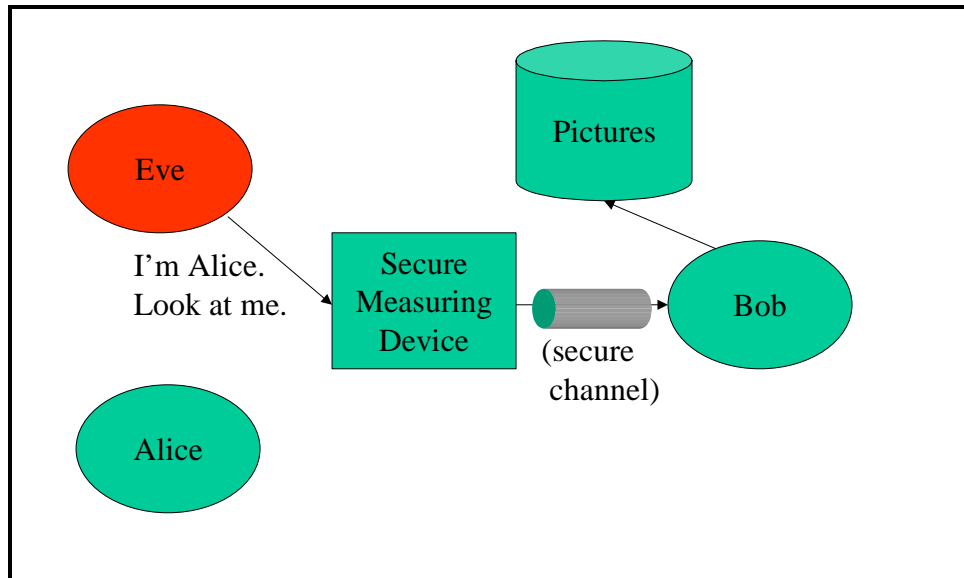 Pictures
Eve
I'm Alice.
Look at me.
Secure
Measuring
Device
(secure
channel)
Bob
Alice